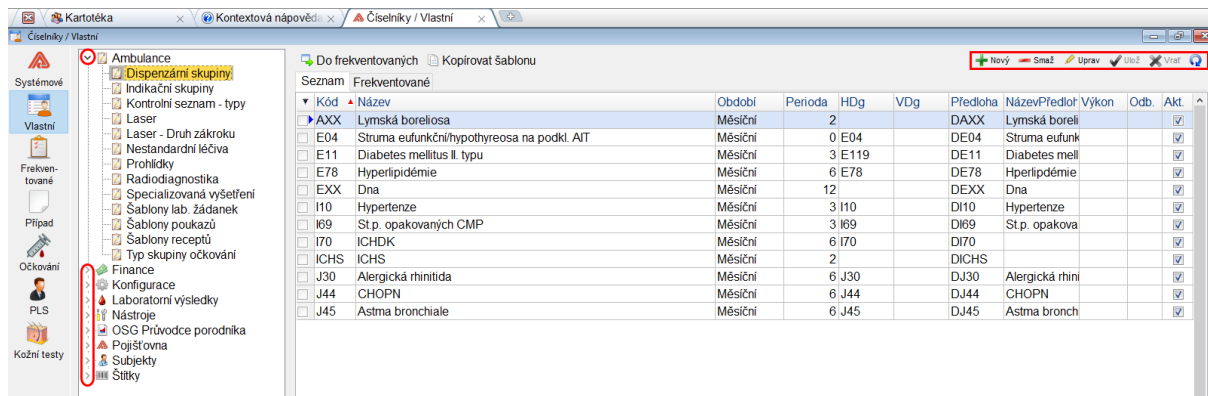 Kartotéka Kontextová nápověda Číselníky / Vlastní
Číselníky / Vlastní
Systémové
Vlastní
Frekven-
tované
Případ
Očkování
PLS
Kožní testy
Ambulance
Dispenzární skupiny
Indikační skupiny
Kontrolní seznam - typy
Laser
Laser - Druh zákroku
Nestandardní léčiva
Prohlídky
Radiodiagnostika
Specializovaná vyšetření
Šablony lab. žádanek
Šablony poukazů
Šablony receptů
Typ skupiny očkování
Finance
Konfigurace
Laboratorní výsledky
Nástroje
OSG Průvodce porodníka
Pojišťovna
Subjekty
Štítky
Do frekventovaných Kopírovat šablonu Nový Smaž Uprav Ulož Vrať
Seznam Frekventované
Kód Název Období Perioda HDg VDg Předloha NázevPředloh Výkon Odb. Akt.
AXX Lymská boreliosa Měsíční 2 DAXX Lymská boreli
E04 Struma eufunkční/hypothyreosa na podkl. AIT Měsíční 0 E04 DE04 Struma eufunk
E11 Diabetes mellitus II. typu Měsíční 3 E119 DE11 Diabetes mell
E78 Hyperlipidémie Měsíční 6 E78 DE78 Hperlipdémie
EXX Dna Měsíční 12 DEXX Dna
I10 Hypertenze Měsíční 3 I10 DI10 Hypertenze
I69 St.p. opakovaných CMP Měsíční 3 I69 DI69 St.p. opakova
I70 ICHDK Měsíční 6 I70 DI70
ICHS ICHS Měsíční 2 DICHS
J30 Alergická rhinitida Měsíční 6 J30 DJ30 Alergická rhini
J44 CHOPN Měsíční 6 J44 DJ44 CHOPN
J45 Astma bronchiale Měsíční 6 J45 DJ45 Astma bronch